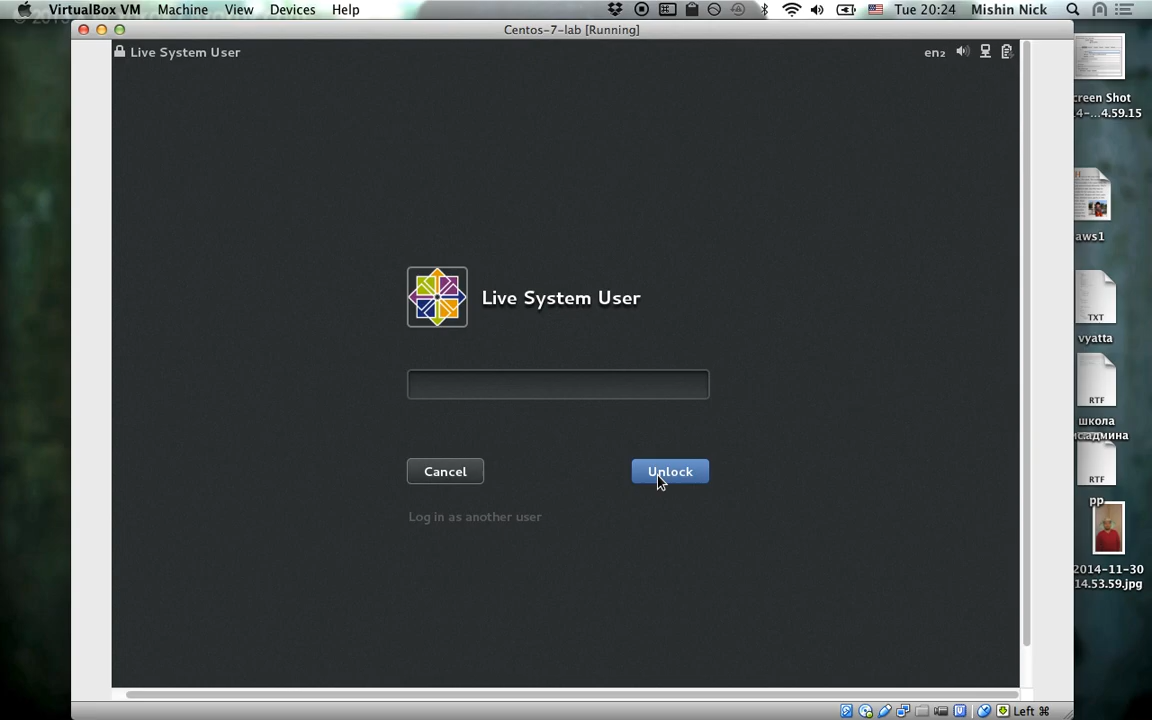 VirtualBox VM Machine View Devices Help Tue 20:24 Mishin Nick
Centos-7-lab [Running]
Live System User en₂
creen Shot
4-...4.59.15
aws1
Live System User
TXT
vyatta
RTF
школа
Cancel Unlock
RTF
pp
Log in as another user
2014-11-30
14.53.59.jpg
Left ⌘